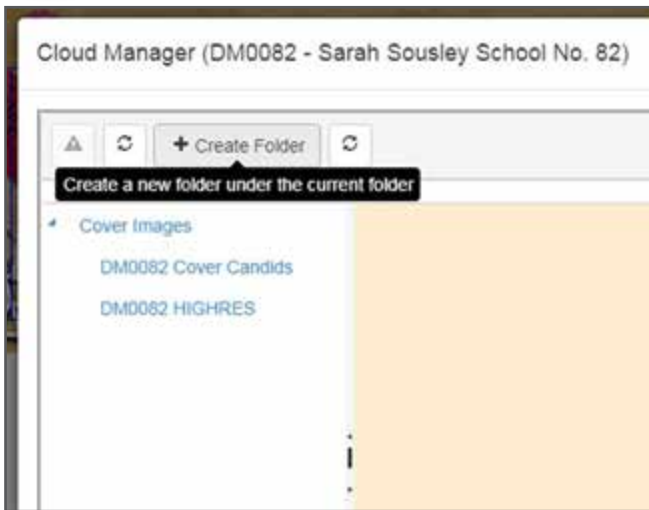 Cloud Manager (DM0082 - Sarah Sousley School No. 82)
+ Create Folder
Create a new folder under the current folder
Cover Images
DM0082 Cover Candids
DM0082 HIGHRES